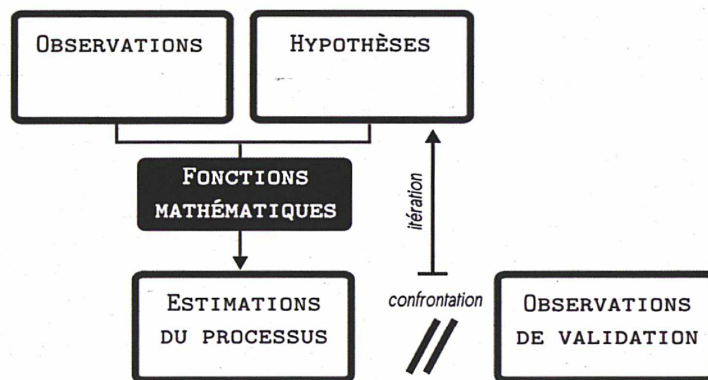 OBSERVATIONS
HYPOTHÈSES
FONCTIONS
MATHÉMATIQUES
itération
ESTIMATIONS
DU PROCESSUS
confrontation
OBSERVATIONS
DE VALIDATION